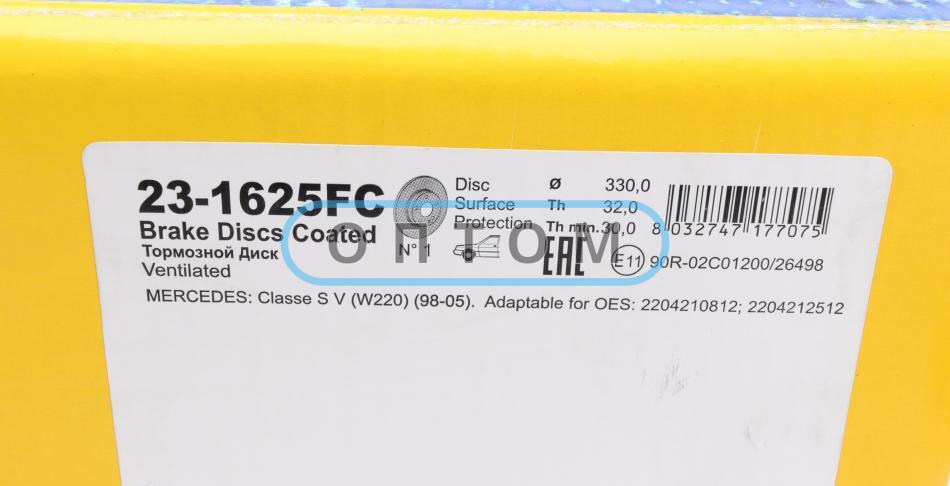 23-1625FC
Brake Discs Coated
Тормозной Диск
Ventilated
N° 1
Disc
Surface
Protection
Ø 330,0
Th 32,0
Th min. 30,0
EAC
8 032747 177075
E11 90R-02C01200/26498
MERCEDES: Classe S V (W220) (98-05). Adaptable for OES: 2204210812; 2204212512
ОПТОМ